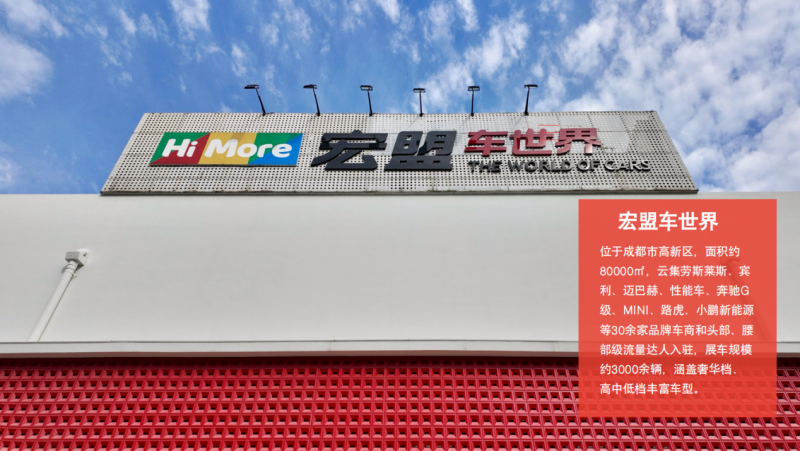 Hi More 宏盟 车世界
THE WORLD OF CARS
宏盟车世界
位于成都市高新区，面积约
80000㎡，云集劳斯莱斯、宾
利、迈巴赫、性能车、奔驰G
级、MINI、路虎、小鹏新能源
等30余家品牌车商和头部、腰
部级流量达人入驻，展车规模
约3000余辆，涵盖奢华档、
高中低档丰富车型。